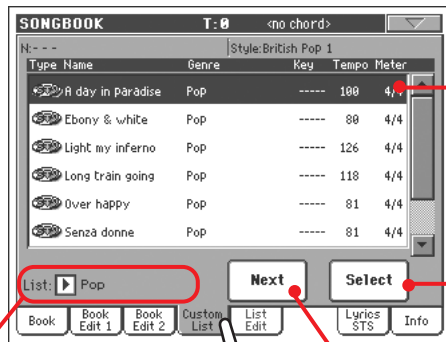 SONGBOOK T:0 <no chord>
N:--- Style:British Pop 1
Type Name Genre Key Tempo Meter
A day in paradise Pop ----- 100 4/4
Ebony & white Pop ----- 80 4/4
Light my inferno Pop ----- 126 4/4
Long train going Pop ----- 118 4/4
Over happy Pop ----- 81 4/4
Senza donne Pop ----- 81 4/4
List: Pop Next Select
Book Book Edit 1 Book Edit 2 Custom List List Edit Lyrics STS Info